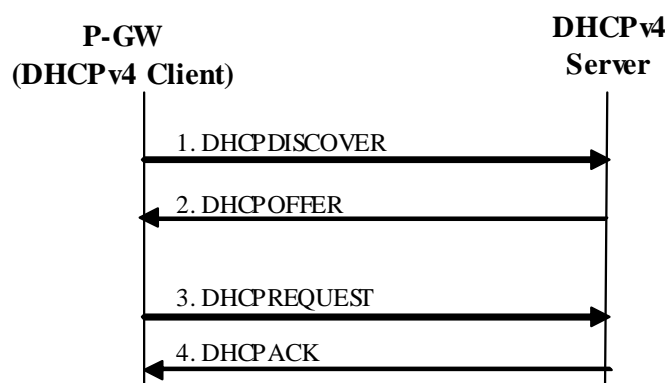 P-GW
(DHCPv4 Client)
DHCPv4
Server
1. DHCPDISCOVER
2. DHCPOFFER
3. DHCPREQUEST
4. DHCPACK